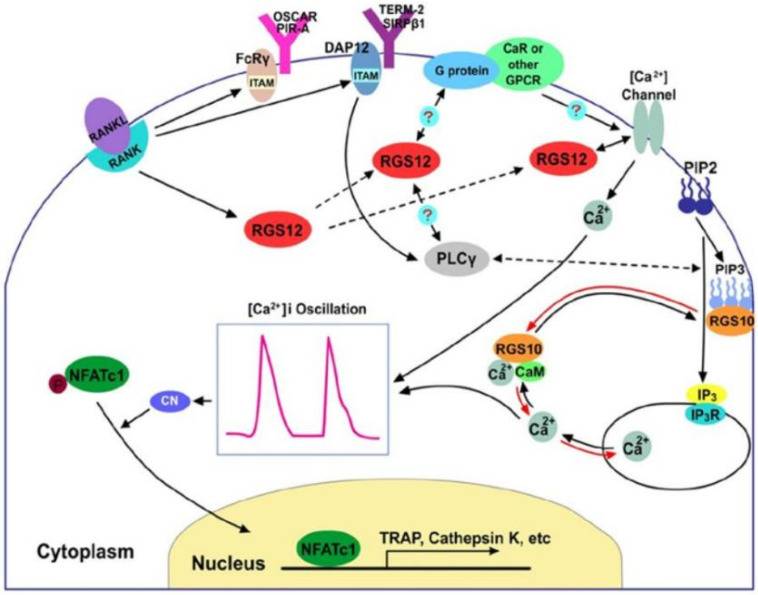 OSCAR
PIR-A
TERM-2
SIRPβ1
FcRγ
DAP12
ITAM
ITAM
G protein
CaR or
other
GPCR
[Ca²⁺]
Channel
RANKL
RANK
?
?
RGS12
RGS12
PIP2
RGS12
?
Ca²⁺
PLCγ
PIP3
[Ca²⁺]i Oscillation
RGS10
RGS10
Ca²⁺
CaM
NFATc1
P
CN
IP₃
IP₃R
Ca²⁺
Ca²⁺
Cytoplasm
Nucleus
NFATc1
TRAP, Cathepsin K, etc